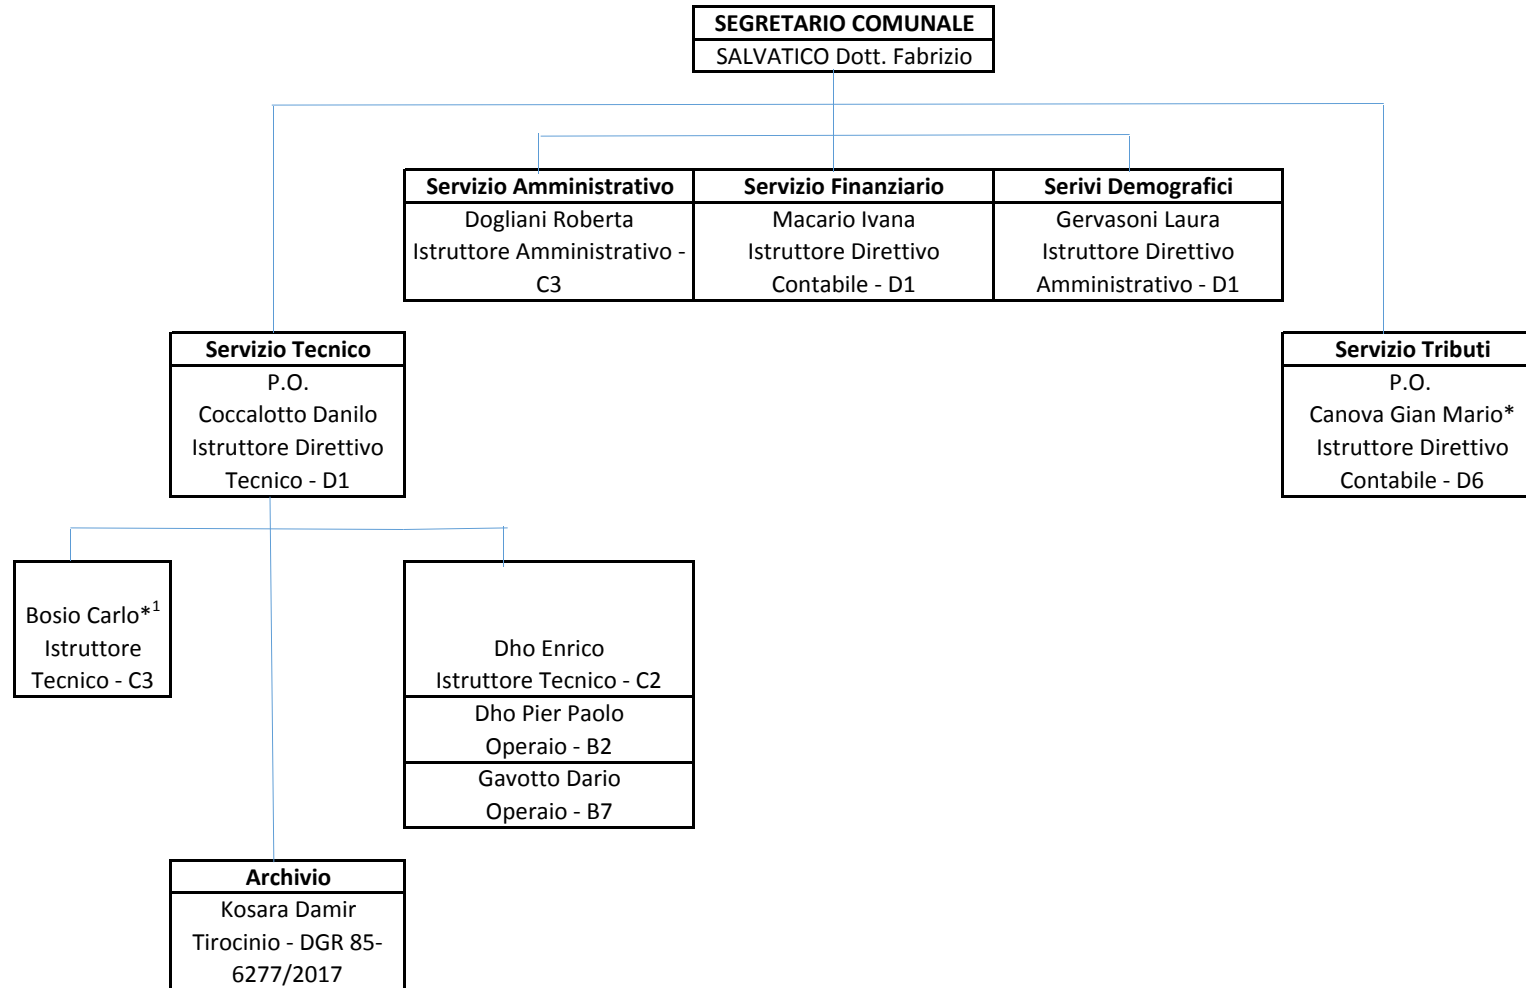 SEGRETARIO COMUNALE
SALVATICO Dott. Fabrizio
Servizio Amministrativo
Dogliani Roberta
Istruttore Amministrativo -
C3
Servizio Finanziario
Macario Ivana
Istruttore Direttivo
Contabile - D1
Serivi Demografici
Gervasoni Laura
Istruttore Direttivo
Amministrativo - D1
Servizio Tecnico
P.O.
Coccalotto Danilo
Istruttore Direttivo
Tecnico - D1
Servizio Tributi
P.O.
Canova Gian Mario*
Istruttore Direttivo
Contabile - D6
Bosio Carlo*¹
Istruttore
Tecnico - C3
Dho Enrico
Istruttore Tecnico - C2
Dho Pier Paolo
Operaio - B2
Gavotto Dario
Operaio - B7
Archivio
Kosara Damir
Tirocinio - DGR 85-
6277/2017